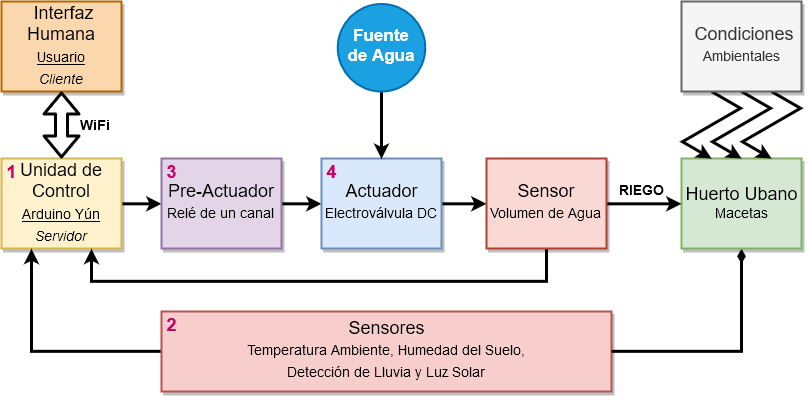 Interfaz
Humana
Usuario
Cliente
Fuente
de Agua
Condiciones
Ambientales
WiFi
1
Unidad de
Control
Arduino Yún
Servidor
3
Pre-Actuador
Relé de un canal
4
Actuador
Electroválvula DC
Sensor
Volumen de Agua
RIEGO
Huerto Urbano
Macetas
2
Sensores
Temperatura Ambiente, Humedad del Suelo,
Detección de Lluvia y Luz Solar